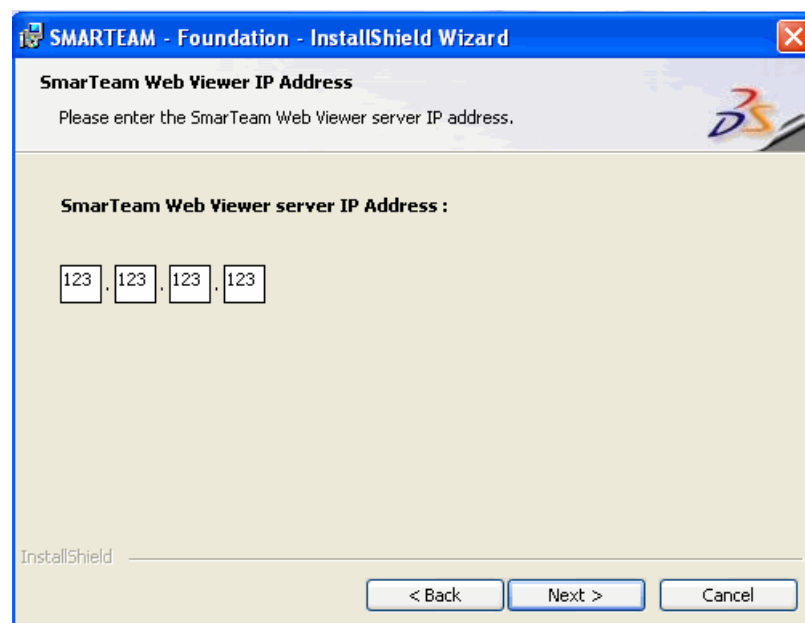 SMARTEAM - Foundation - InstallShield Wizard
SmarTeam Web Viewer IP Address
Please enter the SmarTeam Web Viewer server IP address.
SmarTeam Web Viewer server IP Address :
123 . 123 . 123 . 123
InstallShield
< Back Next > Cancel